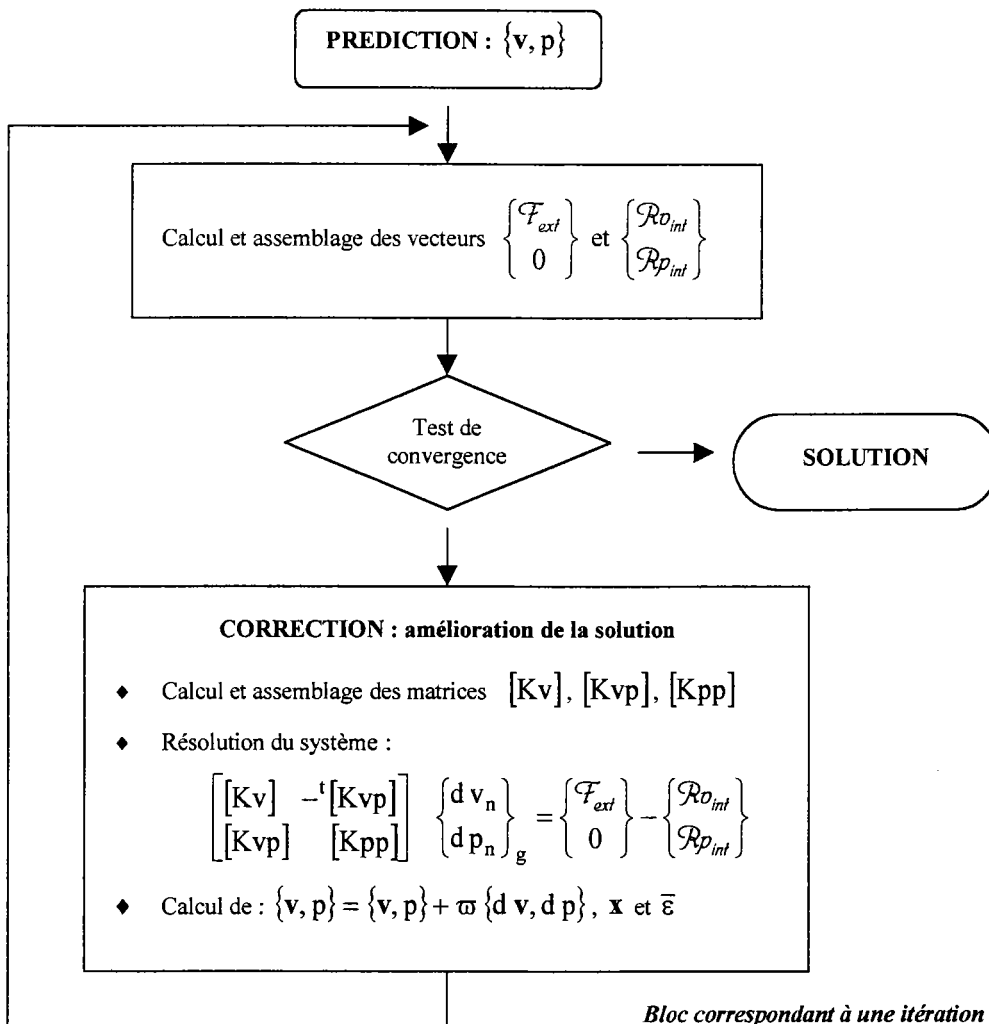 PREDICTION : {v, p}
Calcul et assemblage des vecteurs {ℱext 0} et {ℛvint ℛpint}
Test de
convergence
SOLUTION
CORRECTION : amélioration de la solution
♦ Calcul et assemblage des matrices [Kv], [Kvp], [Kpp]
♦ Résolution du système :
[[Kv] −ᵗ[Kvp]] {d vn} = {ℱext} − {ℛvint}
[[Kvp] [Kpp]] {d pn}g {0} {ℛpint}
♦ Calcul de : {v, p} = {v, p} + ϖ {d v, d p}, x et ε̅
Bloc correspondant à une itération